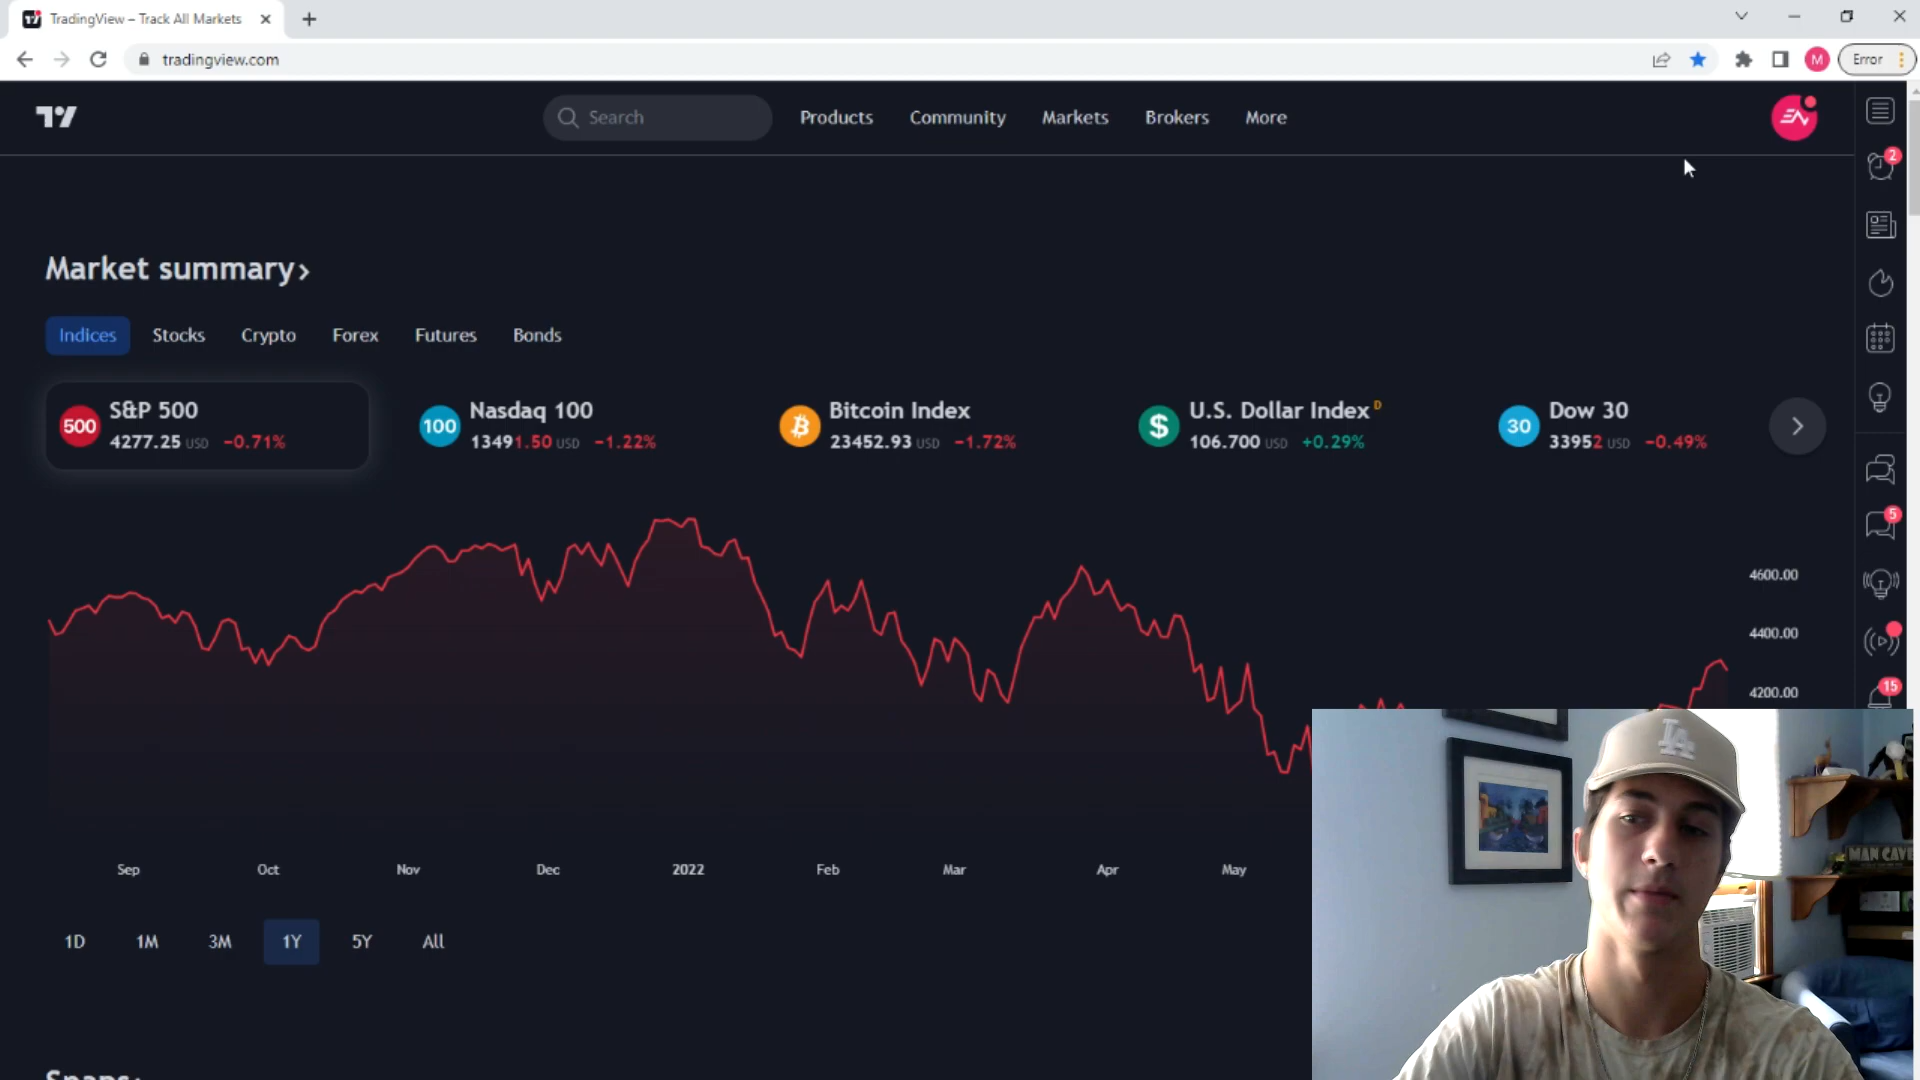 TradingView – Track All Markets
tradingview.com
M
Error
Search
Products
Community
Markets
Brokers
More
2
Market summary
Indices
Stocks
Crypto
Forex
Futures
Bonds
500
S&P 500
4277.25 USD −0.71%
100
Nasdaq 100
13491.50 USD −1.22%
Bitcoin Index
23452.93 USD −1.72%
$
U.S. Dollar Index D
106.700 USD +0.29%
30
Dow 30
33952 USD −0.49%
5
4600.00
4400.00
4200.00
15
LA
MAN CAVE
Sep
Oct
Nov
Dec
2022
Feb
Mar
Apr
May
1D
1M
3M
1Y
5Y
All
Snaps